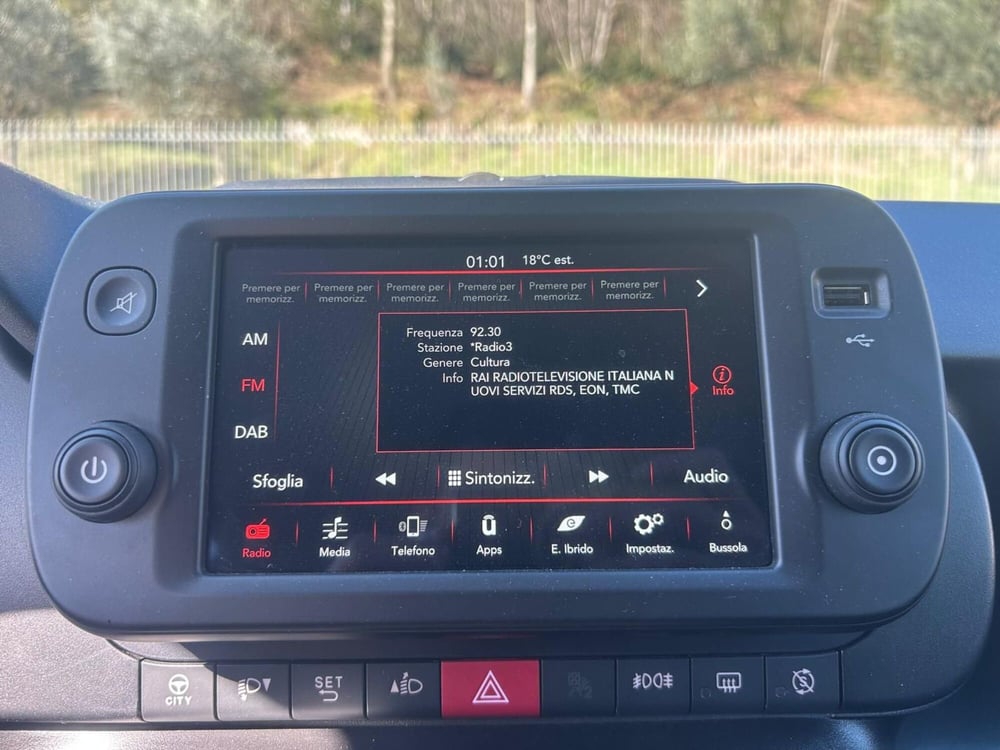 01:01 18°C est.
Premere per Premere per Premere per Premere per Premere per Premere per
memorizz. memorizz. memorizz. memorizz. memorizz. memorizz.
AM
Frequenza 92.30
Stazione *Radio3
Genere Cultura
Info RAI RADIOTELEVISIONE ITALIANA N
UOVI SERVIZI RDS, EON, TMC
FM
Info
DAB
Sfoglia Sintonizz. Audio
Radio Media Telefono Apps E. Ibrido Impostaz. Bussola
CITY SET